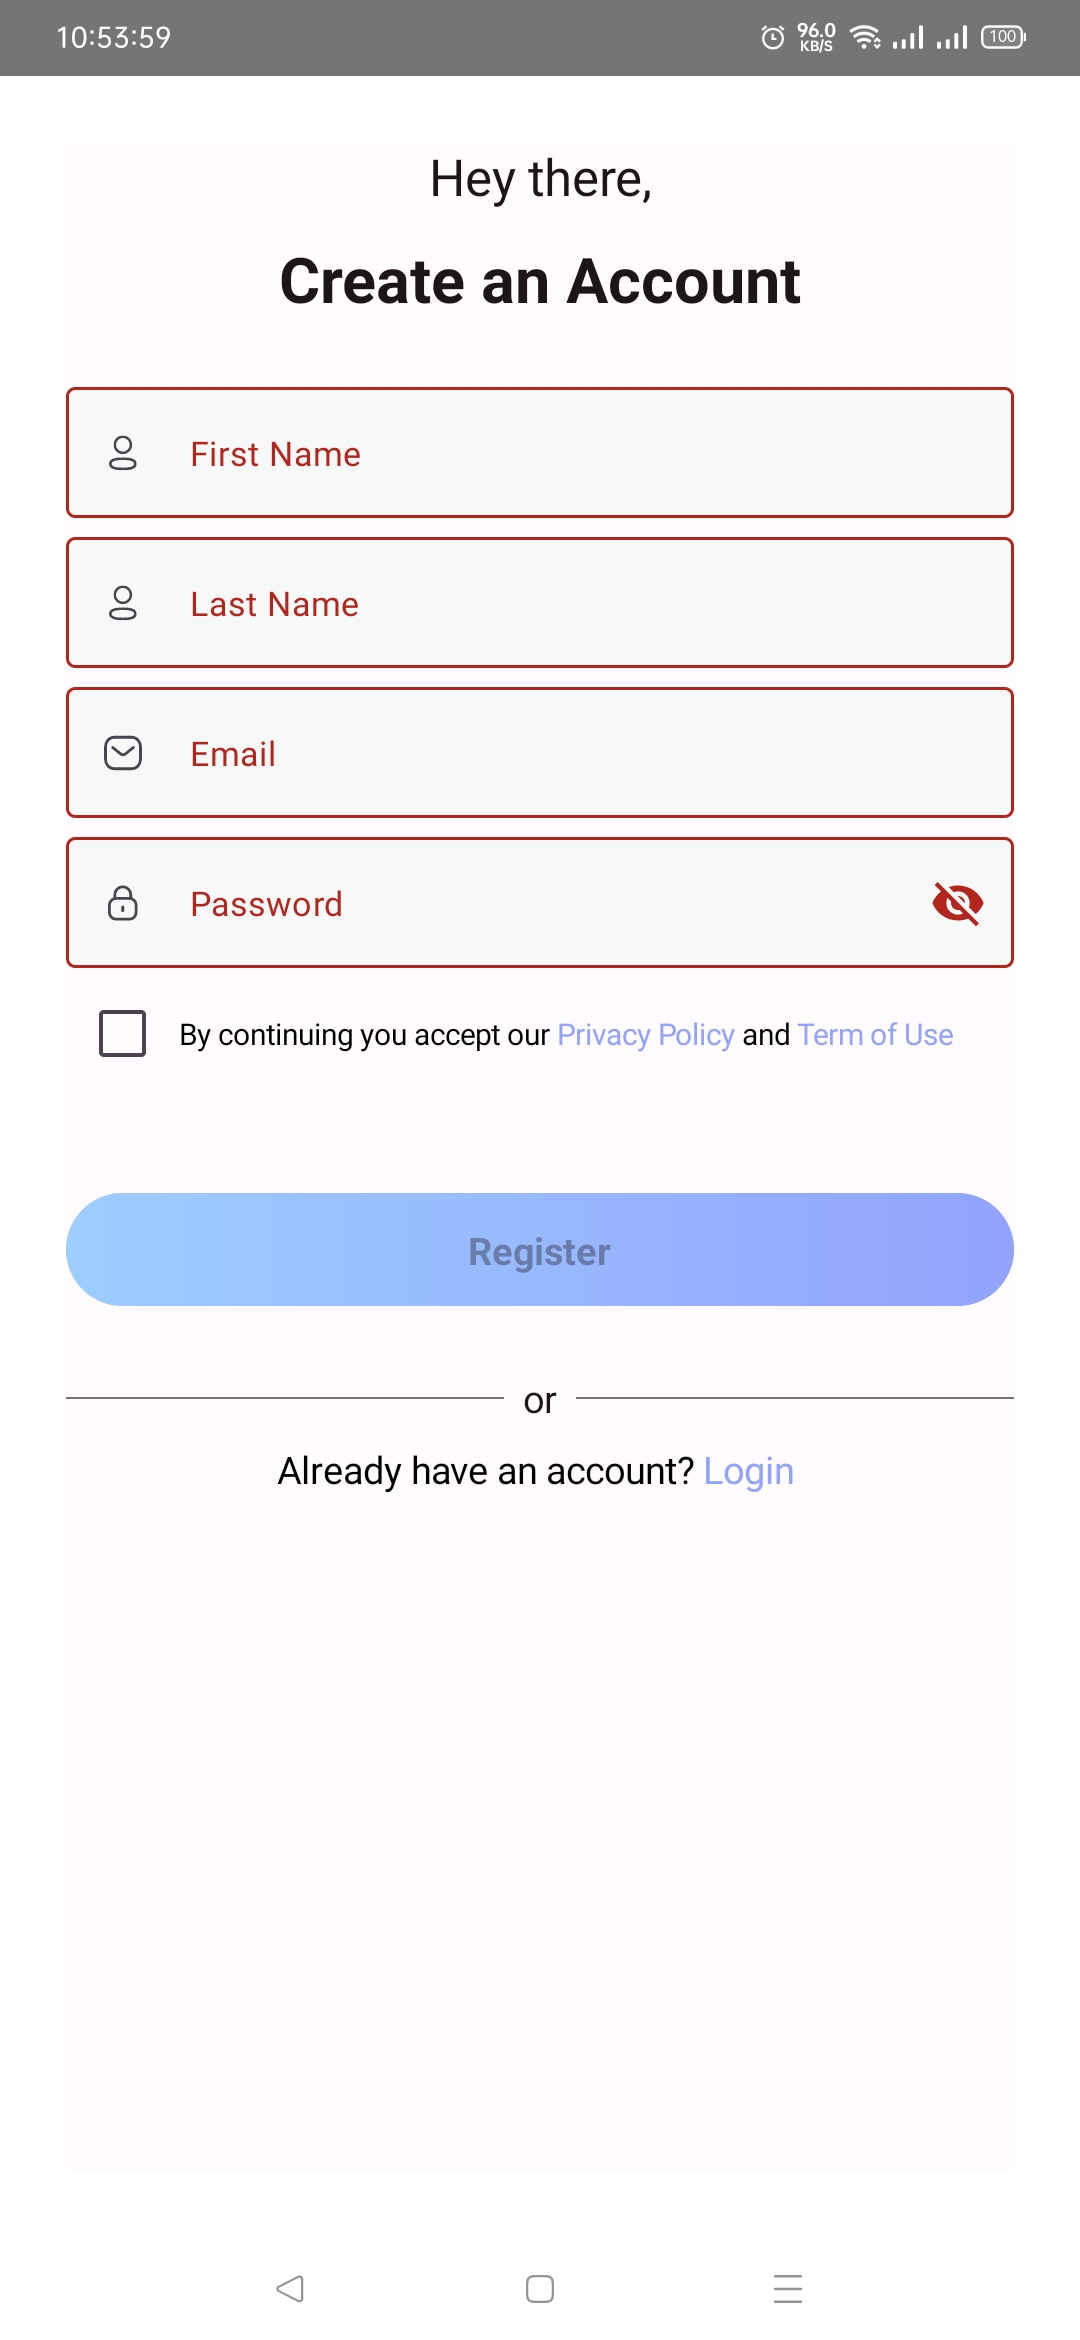 10:53:59 96.0 KB/S 100
Hey there,
Create an Account
First Name
Last Name
Email
Password
By continuing you accept our Privacy Policy and Term of Use
Register
or
Already have an account? Login